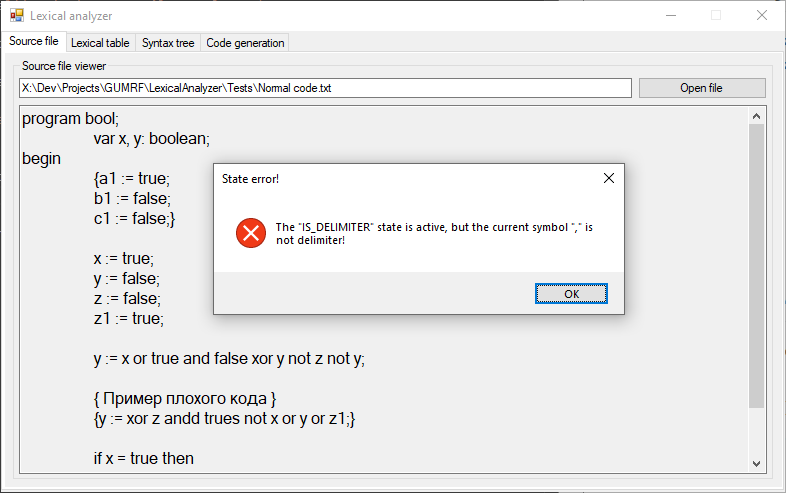 Lexical analyzer
Source file
Lexical table
Syntax tree
Code generation
Source file viewer
X:\Dev\Projects\GUMRF\LexicalAnalyzer\Tests\Normal code.txt
Open file
program bool;
var x, y: boolean;
begin
{a1 := true;
b1 := false;
c1 := false;}
x := true;
y := false;
z := false;
z1 := true;
y := x or true and false xor y not z not y;
{ Пример плохого кода }
{y := xor z andd trues not x or y or z1;}
if x = true then
State error!
The "IS_DELIMITER" state is active, but the current symbol "," is
not delimiter!
OK